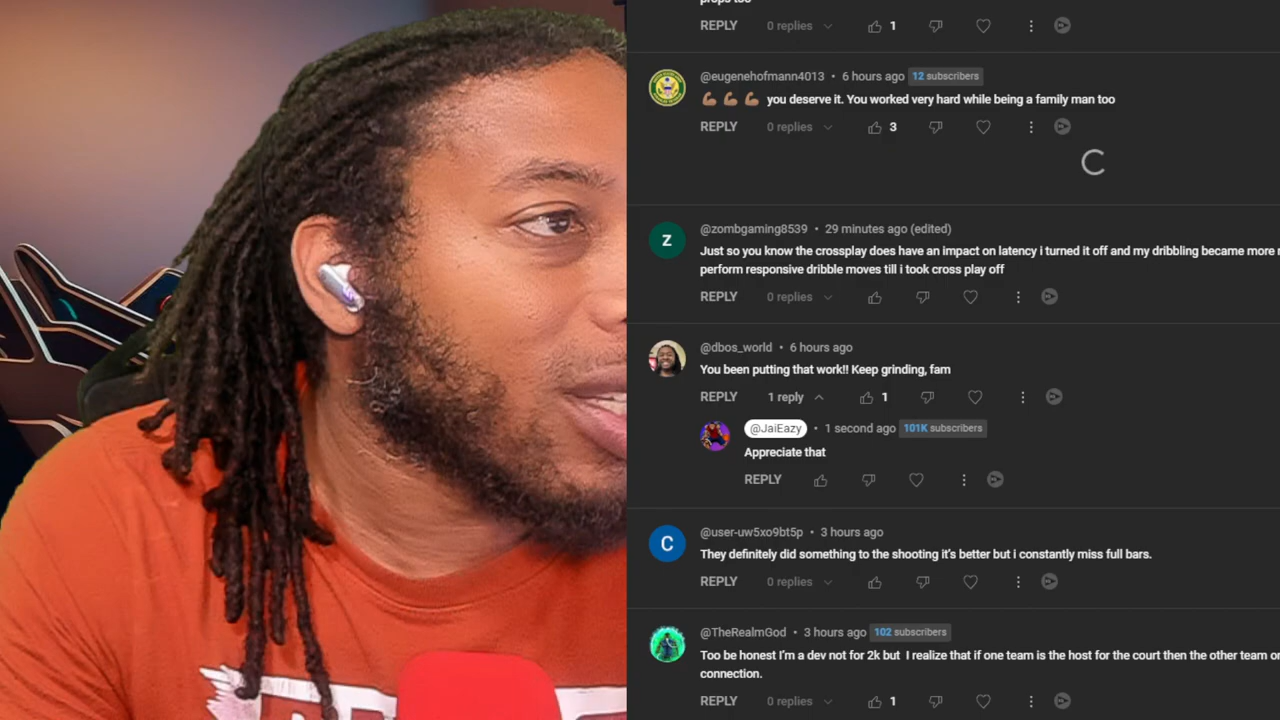 props too
REPLY 0 replies 1
@eugenehofmann4013 • 6 hours ago 12 subscribers
💪🏽 💪🏽 💪🏽 you deserve it. You worked very hard while being a family man too
REPLY 0 replies 3
Z
@zombgaming8539 • 29 minutes ago (edited)
Just so you know the crossplay does have an impact on latency i turned it off and my dribbling became more
perform responsive dribble moves till i took cross play off
REPLY 0 replies
@dbos_world • 6 hours ago
You been putting that work!! Keep grinding, fam
REPLY 1 reply 1
@JaiEazy • 1 second ago 101K subscribers
Appreciate that
REPLY
C
@user-uw5xo9bt5p • 3 hours ago
They definitely did something to the shooting it's better but i constantly miss full bars.
REPLY 0 replies
@TheRealmGod • 3 hours ago 102 subscribers
Too be honest I'm a dev not for 2k but I realize that if one team is the host for the court then the other team
connection.
REPLY 0 replies 1